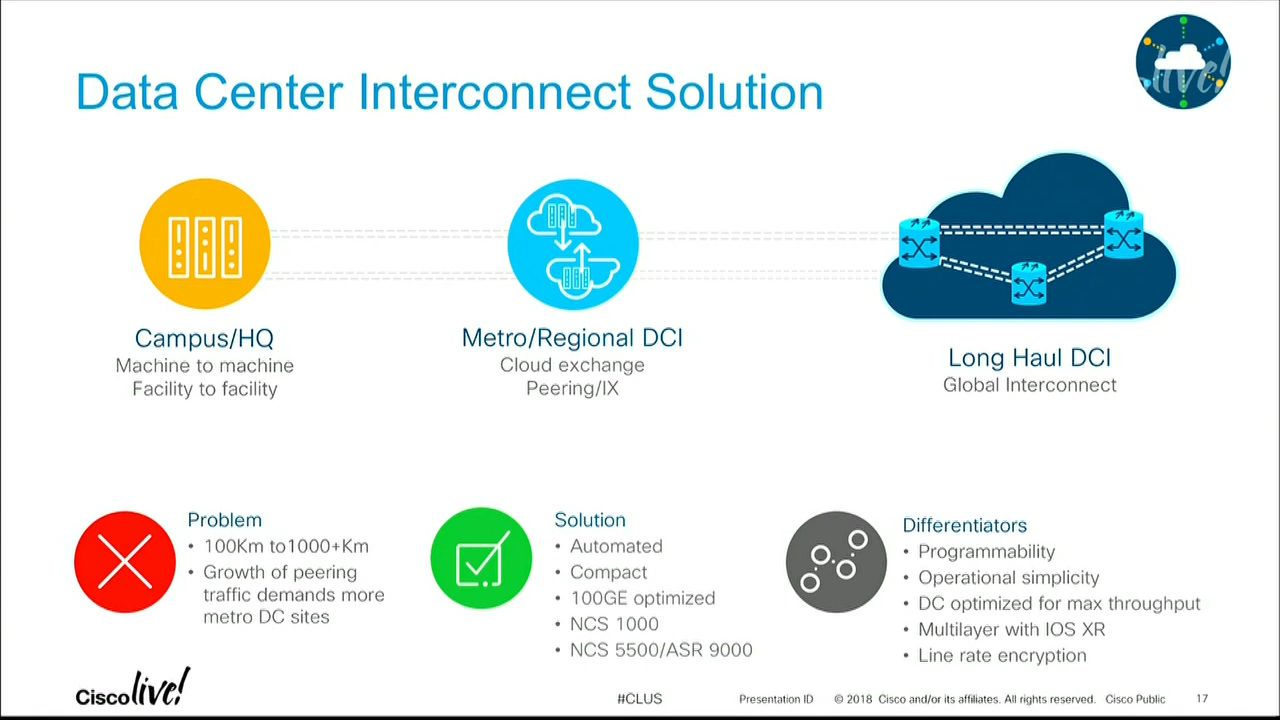 Data Center Interconnect Solution
live!
Campus/HQ
Machine to machine
Facility to facility
Metro/Regional DCI
Cloud exchange
Peering/IX
Long Haul DCI
Global Interconnect
Problem
• 100Km to1000+Km
• Growth of peering
traffic demands more
metro DC sites
Solution
• Automated
• Compact
• 100GE optimized
• NCS 1000
• NCS 5500/ASR 9000
Differentiators
• Programmability
• Operational simplicity
• DC optimized for max throughput
• Multilayer with IOS XR
• Line rate encryption
Cisco live!
#CLUS
Presentation ID
© 2018 Cisco and/or its affiliates. All rights reserved. Cisco Public
17